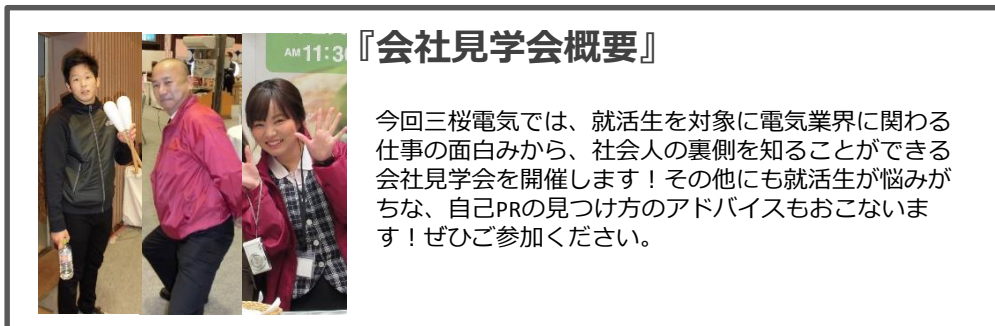 AM 11:30
『会社見学会概要』
今回三桜電気では、就活生を対象に電気業界に関わる
仕事の面白みから、社会人の裏側を知ることができる
会社見学会を開催します！その他にも就活生が悩みが
ちな、自己PRの見つけ方のアドバイスもおこないま
す！ぜひご参加ください。